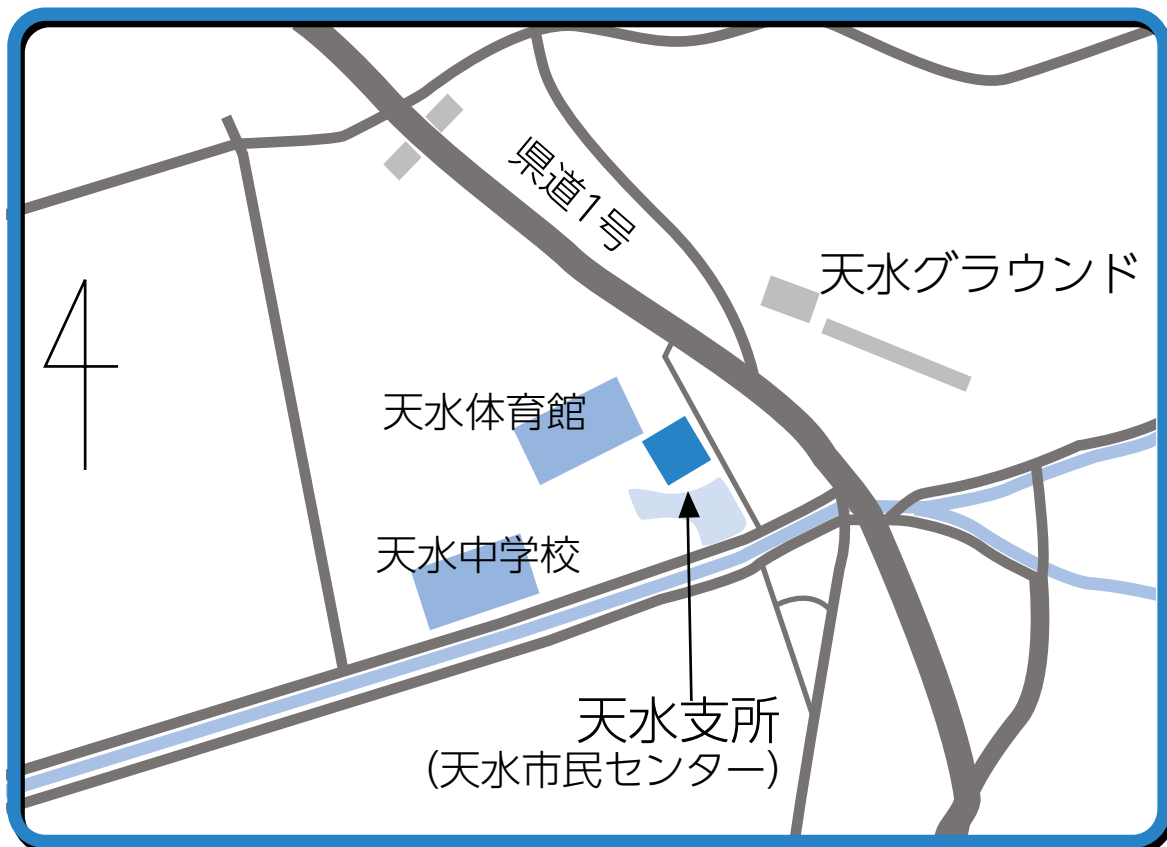 県道1号
天水グラウンド
天水体育館
天水中学校
天水支所
(天水市民センター)